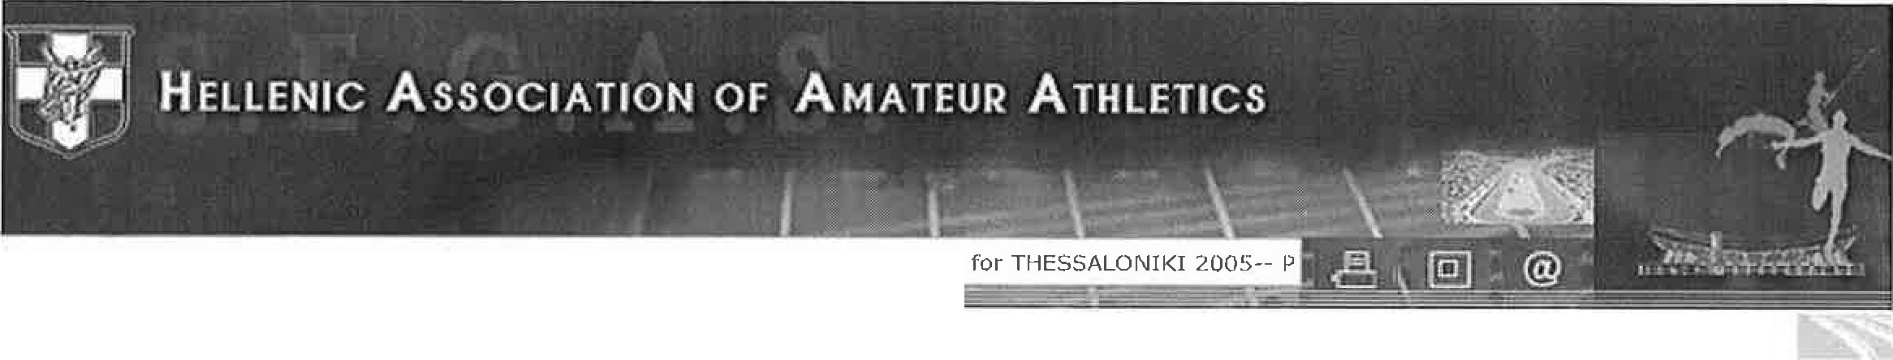 S.E.G.A.S.
HELLENIC ASSOCIATION OF AMATEUR ATHLETICS
for THESSALONIKI 2005-- P
@